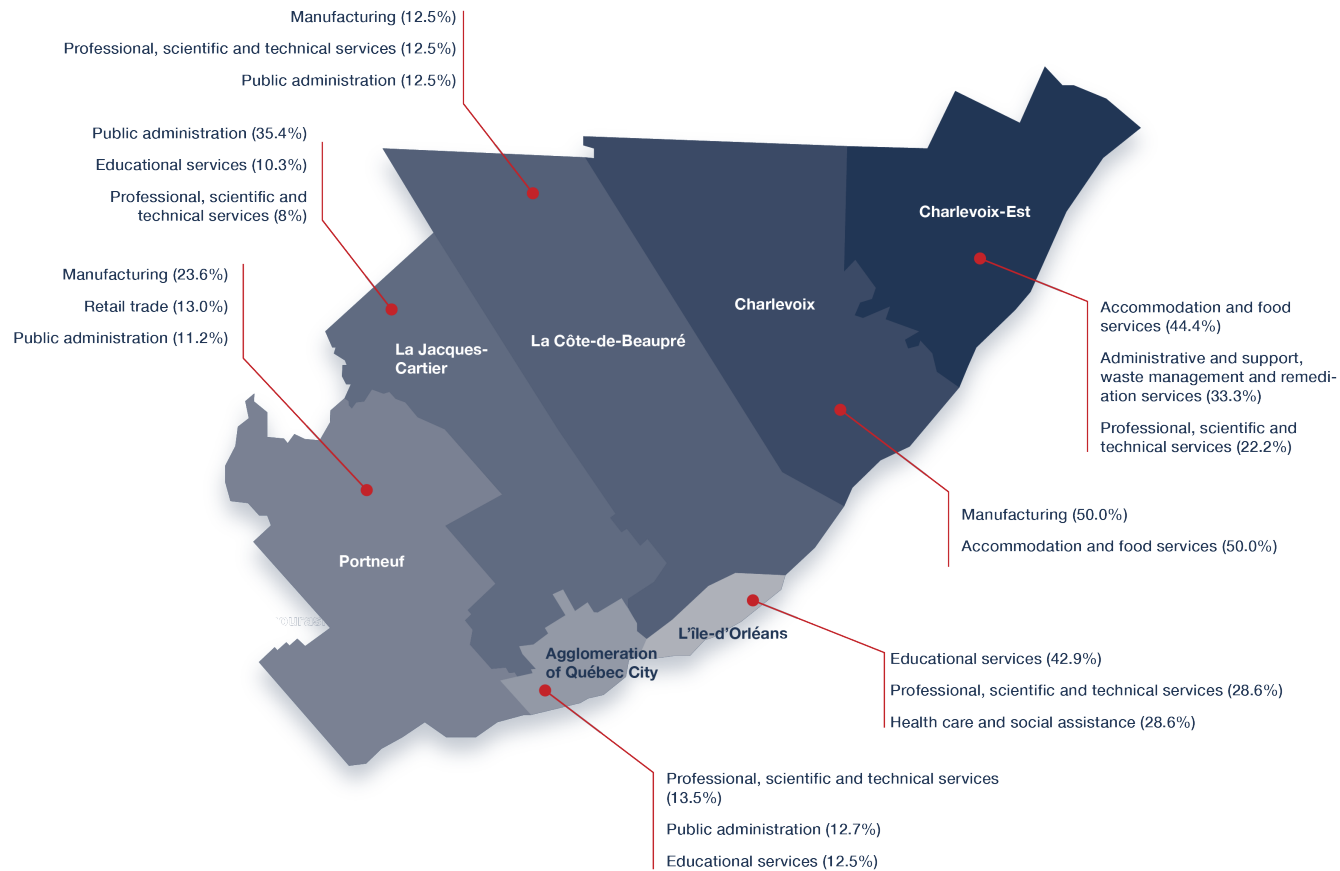 Manufacturing (12.5%)
Professional, scientific and technical services (12.5%)
Public administration (12.5%)
Public administration (35.4%)
Educational services (10.3%)
Professional, scientific and
technical services (8%)
Manufacturing (23.6%)
Retail trade (13.0%)
Public administration (11.2%)
Charlevoix-Est
Charlevoix
La Côte-de-Beaupré
La Jacques-
Cartier
Portneuf
L'île-d'Orléans
Agglomeration
of Québec City
Accommodation and food
services (44.4%)
Administrative and support,
waste management and remedi-
ation services (33.3%)
Professional, scientific and
technical services (22.2%)
Manufacturing (50.0%)
Accommodation and food services (50.0%)
Educational services (42.9%)
Professional, scientific and technical services (28.6%)
Health care and social assistance (28.6%)
Professional, scientific and technical services
(13.5%)
Public administration (12.7%)
Educational services (12.5%)